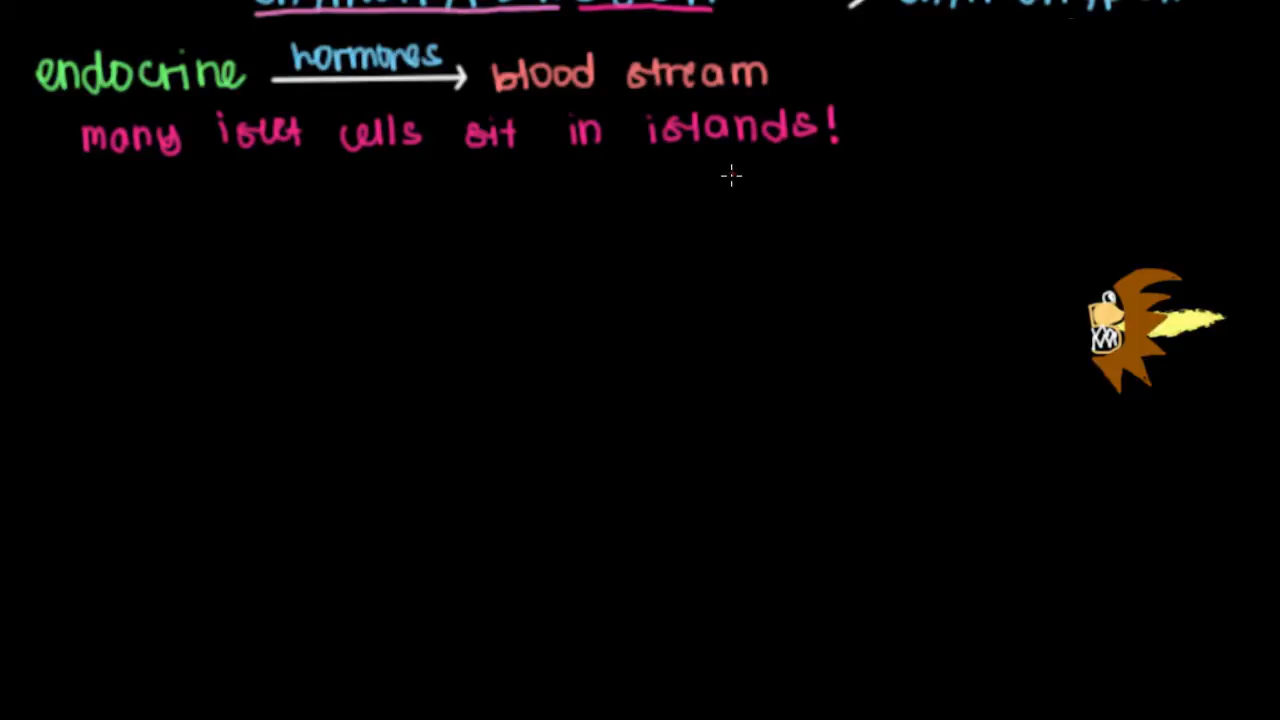 endocrine hormones blood stream
many islet cells sit in islands!